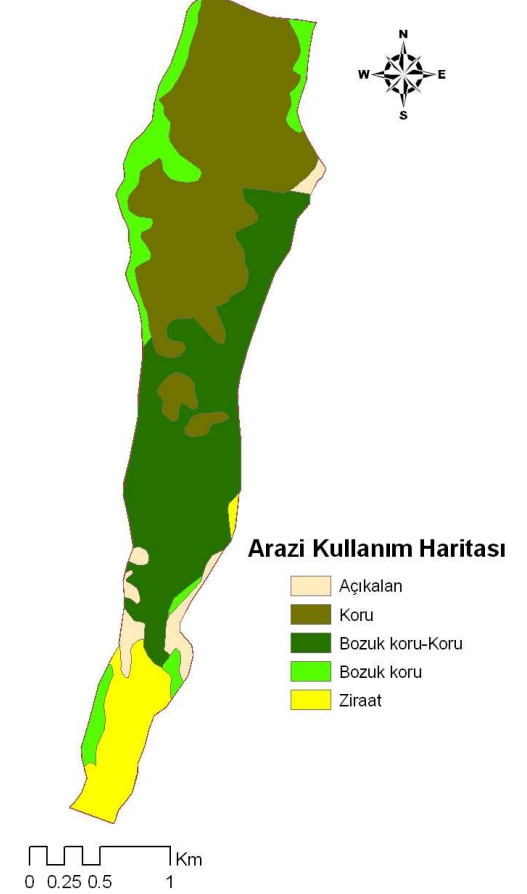 N
W E
S
Arazi Kullanım Haritası
Açıkalan
Koru
Bozuk koru-Koru
Bozuk koru
Ziraat
Km
0 0.25 0.5 1